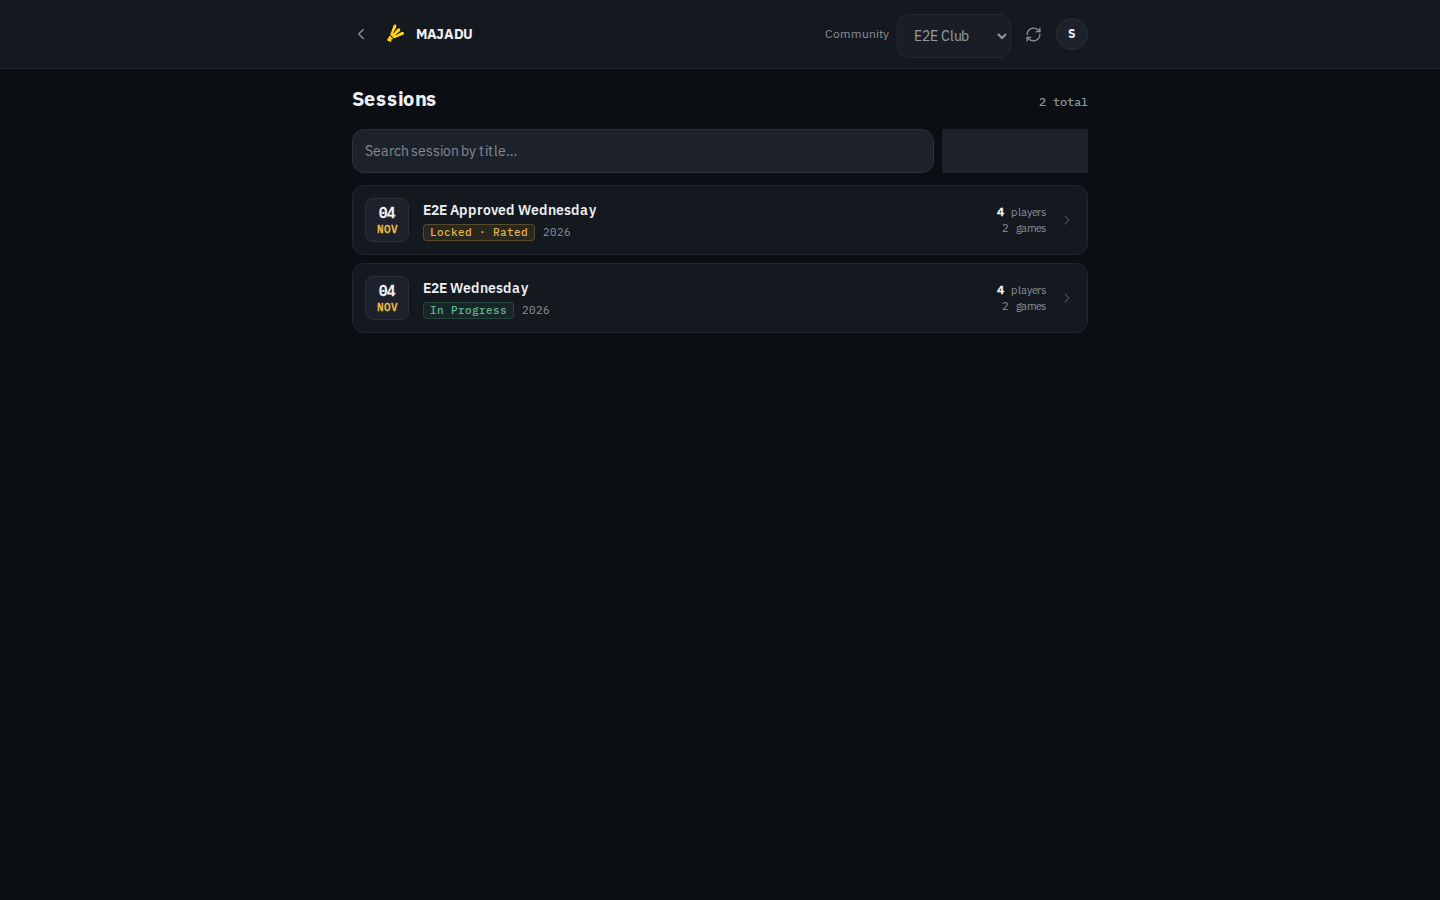 MAJADU
Community
E2E Club
S
Sessions
2 total
Search session by title...
04
NOV
E2E Approved Wednesday
Locked · Rated
2026
4 players
2 games
04
NOV
E2E Wednesday
In Progress
2026
4 players
2 games